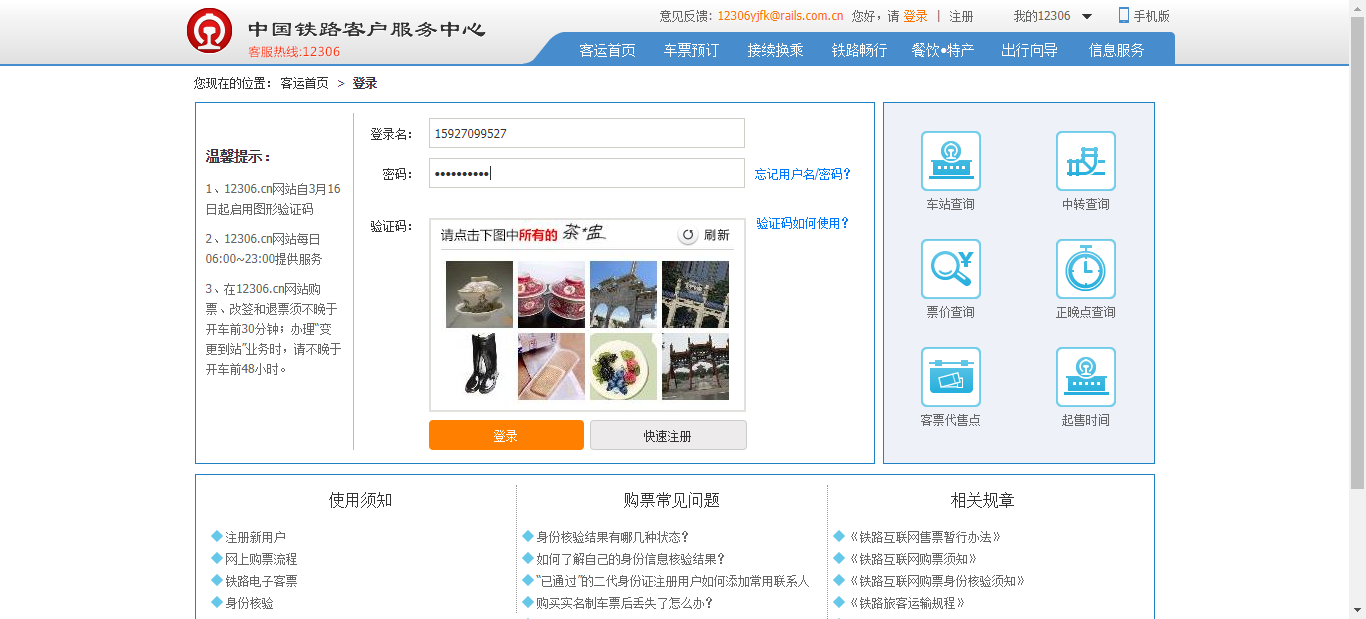 中国铁路客户服务中心
客服热线:12306
意见反馈: 12306yjfk@rails.com.cn 您好，请 登录 | 注册 我的12306 手机版
客运首页 车票预订 接续换乘 铁路畅行 餐饮•特产 出行向导 信息服务
您现在的位置： 客运首页 > 登录
温馨提示：
1、12306.cn网站自3月16
日起启用图形验证码
2、12306.cn网站每日
06:00~23:00提供服务
3、在12306.cn网站购
票、改签和退票须不晚于
开车前30分钟；办理“变
更到站”业务时，请不晚于
开车前48小时。
登录名： 15927099527
密码： ••••••••••
忘记用户名/密码?
验证码：
请点击下图中所有的 茶*盅
刷新
验证码如何使用?
登录
快速注册
车站查询
中转查询
票价查询
正晚点查询
客票代售点
起售时间
使用须知
注册新用户
网上购票流程
铁路电子客票
身份核验
购票常见问题
身份核验结果有哪几种状态?
如何了解自己的身份信息核验结果?
“已通过”的二代身份证注册用户如何添加常用联系人
购买实名制车票后丢失了怎么办?
相关规章
《铁路互联网售票暂行办法》
《铁路互联网购票须知》
《铁路互联网购票身份核验须知》
《铁路旅客运输规程》